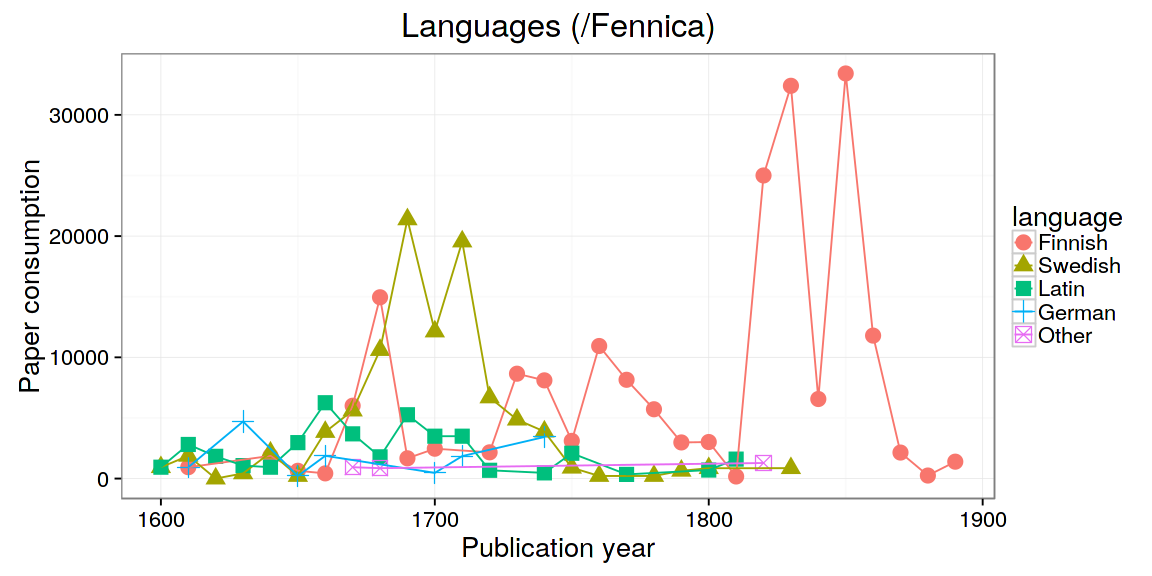 Languages (/Fennica)
Paper consumption
30000
20000
10000
0
1600
1700
1800
1900
Publication year
language
Finnish
Swedish
Latin
German
Other